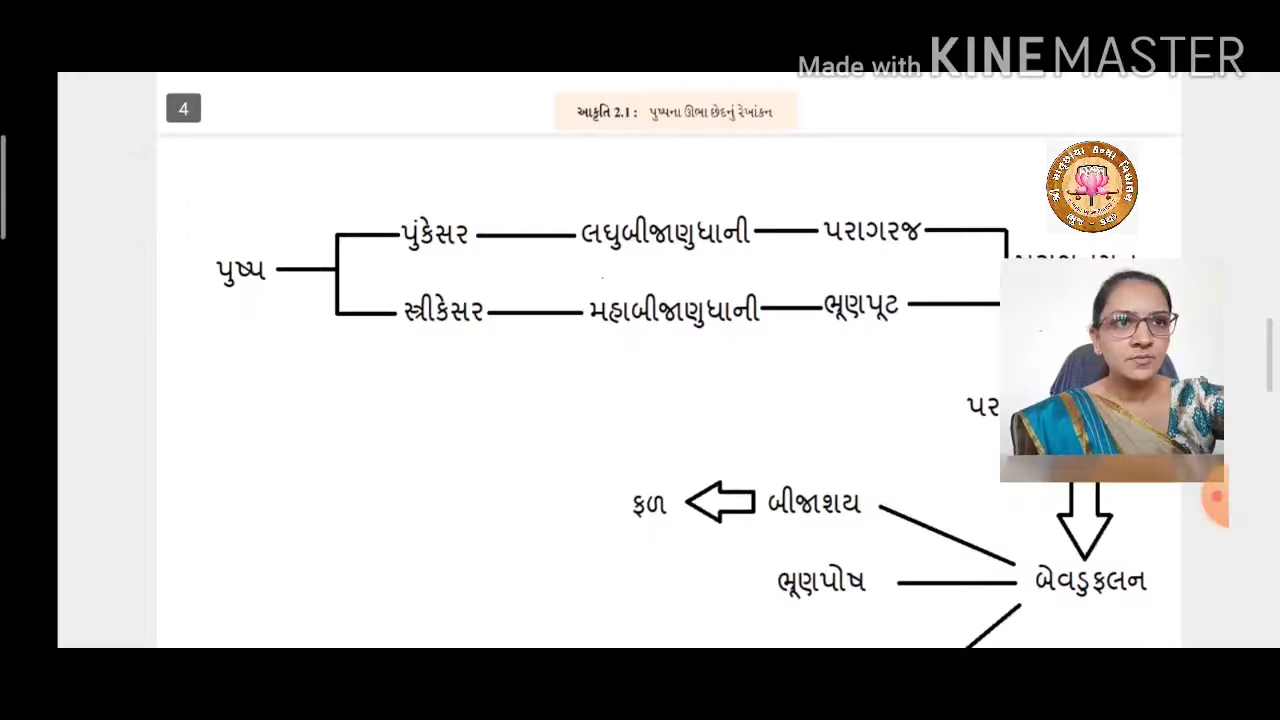 Made with KINEMASTER
4
આકૃતિ 2.1 : પુષ્પના ઊભા છેદનું રેખાંકન
પુંકેસર લઘુબીજાણુધાની પરાગરજ
પુષ્પ
સ્ત્રીકેસર મહાબીજાણુધાની ભ્રૂણપૂટ
પર
ફળ બીજાશય
ભ્રૂણપોષ બેવડુફલન